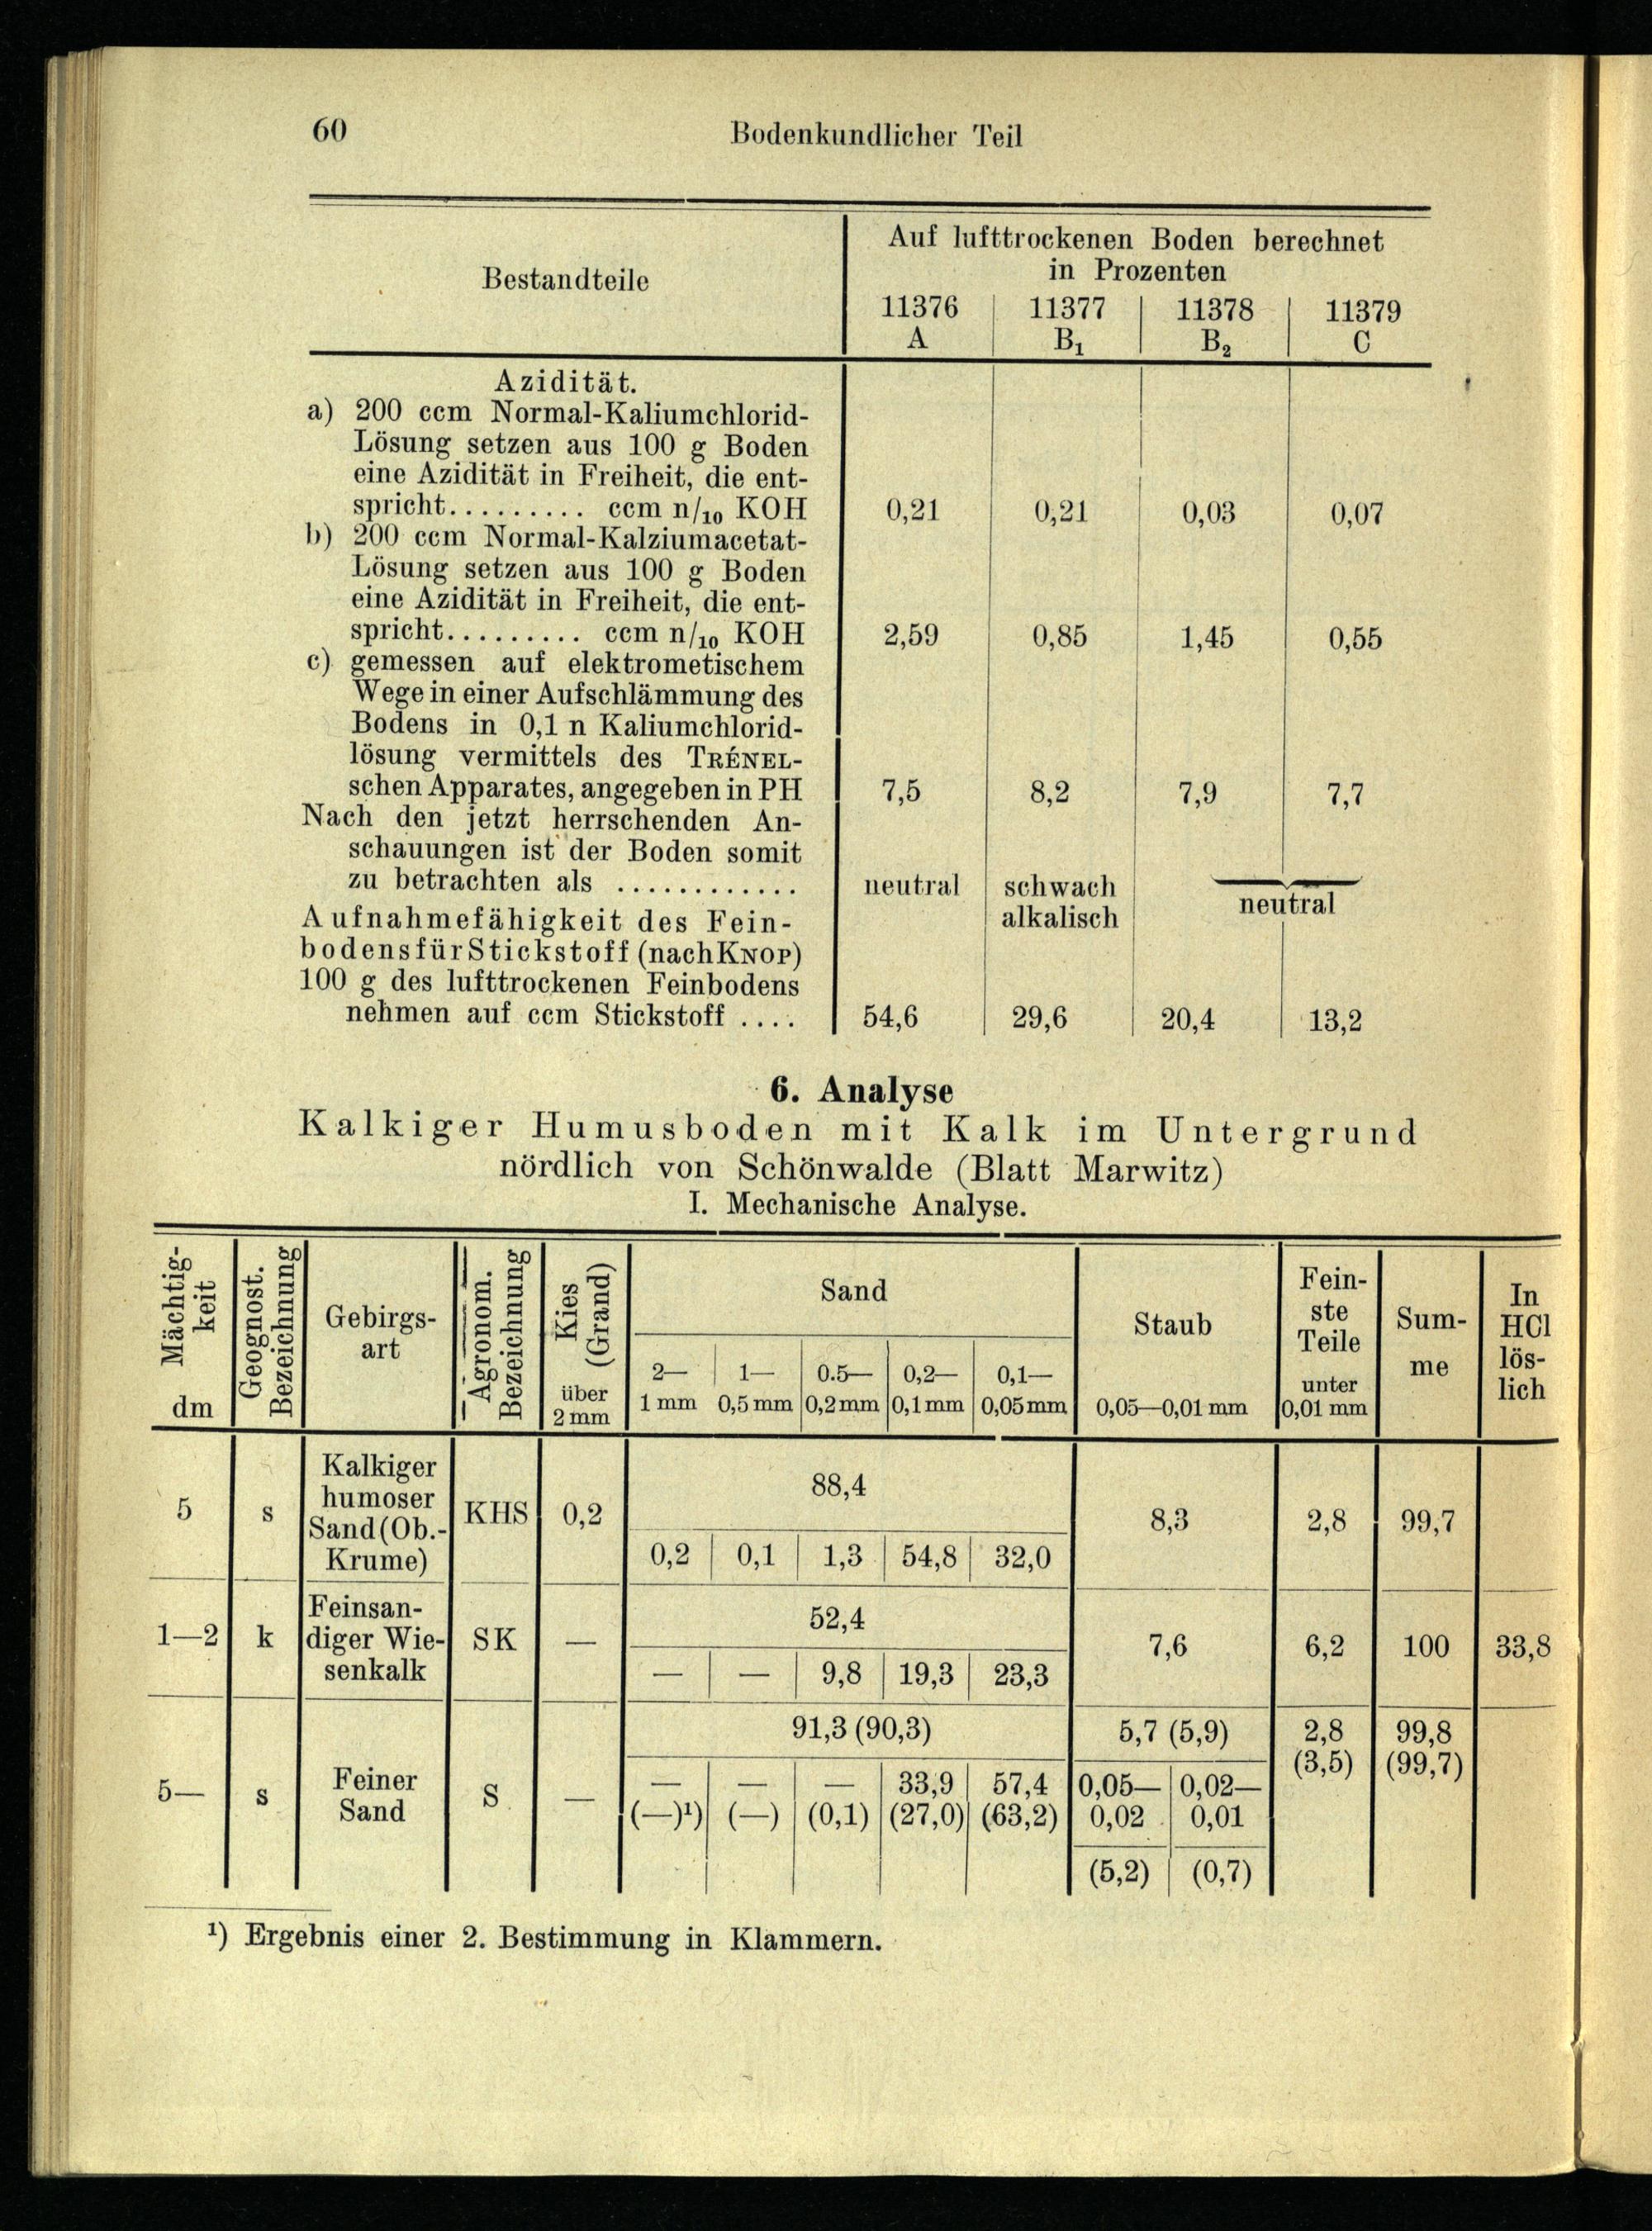 60 Bodenkundlicher Teil
Bestandteile
Auf lufttrockenen Boden berechnet
in Prozenten
11376 11377 11378 11379
A B₁ B₂ C
Azidität.
a) 200 ccm Normal-Kaliumchlorid-
Lösung setzen aus 100 g Boden
eine Azidität in Freiheit, die ent-
spricht......... ccm n/₁₀ KOH 0,21 0,21 0,03 0,07
b) 200 ccm Normal-Kalziumacetat-
Lösung setzen aus 100 g Boden
eine Azidität in Freiheit, die ent-
spricht......... ccm n/₁₀ KOH 2,59 0,85 1,45 0,55
c) gemessen auf elektrometischem
Wege in einer Aufschlämmung des
Bodens in 0,1 n Kaliumchlorid-
lösung vermittels des TRÉNEL-
schen Apparates, angegeben in PH 7,5 8,2 7,9 7,7
Nach den jetzt herrschenden An-
schauungen ist der Boden somit
zu betrachten als ............ neutral schwach alkalisch neutral
Aufnahmefähigkeit des Fein-
bodens für Stickstoff (nach KNOP)
100 g des lufttrockenen Feinbodens
nehmen auf ccm Stickstoff .... 54,6 29,6 20,4 13,2
6. Analyse
Kalkiger Humusboden mit Kalk im Untergrund
nördlich von Schönwalde (Blatt Marwitz)
I. Mechanische Analyse.
Mächtig-
keit
dm
Geognost.
Bezeichnung
Gebirgs-
art
Agronom.
Bezeichnung
Kies
(Grand)
über
2 mm
Sand
2— 1— 0.5— 0,2— 0,1—
1 mm 0,5 mm 0,2 mm 0,1 mm 0,05 mm
Staub
0,05—0,01 mm
Fein-
ste
Teile
unter
0,01 mm
Sum-
me
In
HCl
lös-
lich
5 s
Kalkiger
humoser
Sand (Ob.-
Krume)
KHS 0,2
88,4
0,2 0,1 1,3 54,8 32,0
8,3 2,8 99,7
1—2 k
Feinsan-
diger Wie-
senkalk
SK —
52,4
— — 9,8 19,3 23,3
7,6 6,2 100 33,8
5— s
Feiner
Sand
S —
91,3 (90,3)
— — — 33,9 57,4
(—)¹) (—) (0,1) (27,0) (63,2)
5,7 (5,9)
0,05— 0,02—
0,02 0,01
(5,2) (0,7)
2,8
(3,5)
99,8
(99,7)
¹) Ergebnis einer 2. Bestimmung in Klammern.